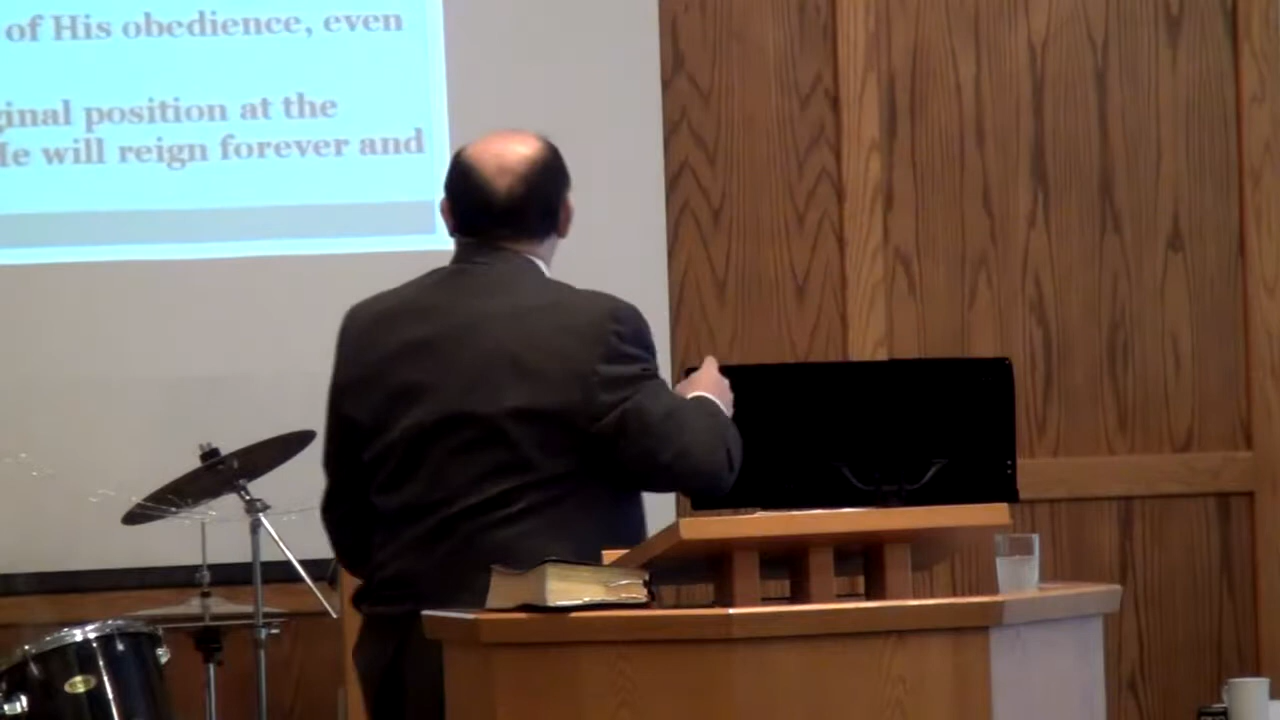 of His obedience, even
ginal position at the
He will reign forever and